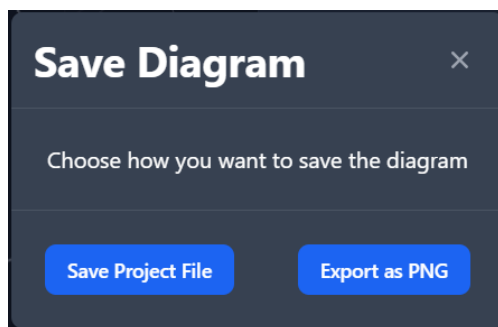 Save Diagram
Choose how you want to save the diagram
Save Project File
Export as PNG